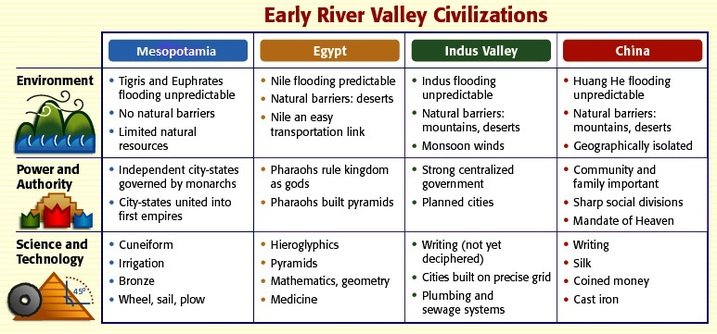 Early River Valley Civilizations
Mesopotamia
Egypt
Indus Valley
China
Environment
• Tigris and Euphrates
flooding unpredictable
• No natural barriers
• Limited natural
resources
• Nile flooding predictable
• Natural barriers: deserts
• Nile an easy
transportation link
• Indus flooding
unpredictable
• Natural barriers:
mountains, deserts
• Monsoon winds
• Huang He flooding
unpredictable
• Natural barriers:
mountains, deserts
• Geographically isolated
Power and
Authority
• Independent city-states
governed by monarchs
• City-states united into
first empires
• Pharaohs rule kingdom
as gods
• Pharaohs built pyramids
• Strong centralized
government
• Planned cities
• Community and
family important
• Sharp social divisions
• Mandate of Heaven
Science and
Technology
45°
• Cuneiform
• Irrigation
• Bronze
• Wheel, sail, plow
• Hieroglyphics
• Pyramids
• Mathematics, geometry
• Medicine
• Writing (not yet
deciphered)
• Cities built on precise grid
• Plumbing and
sewage systems
• Writing
• Silk
• Coined money
• Cast iron